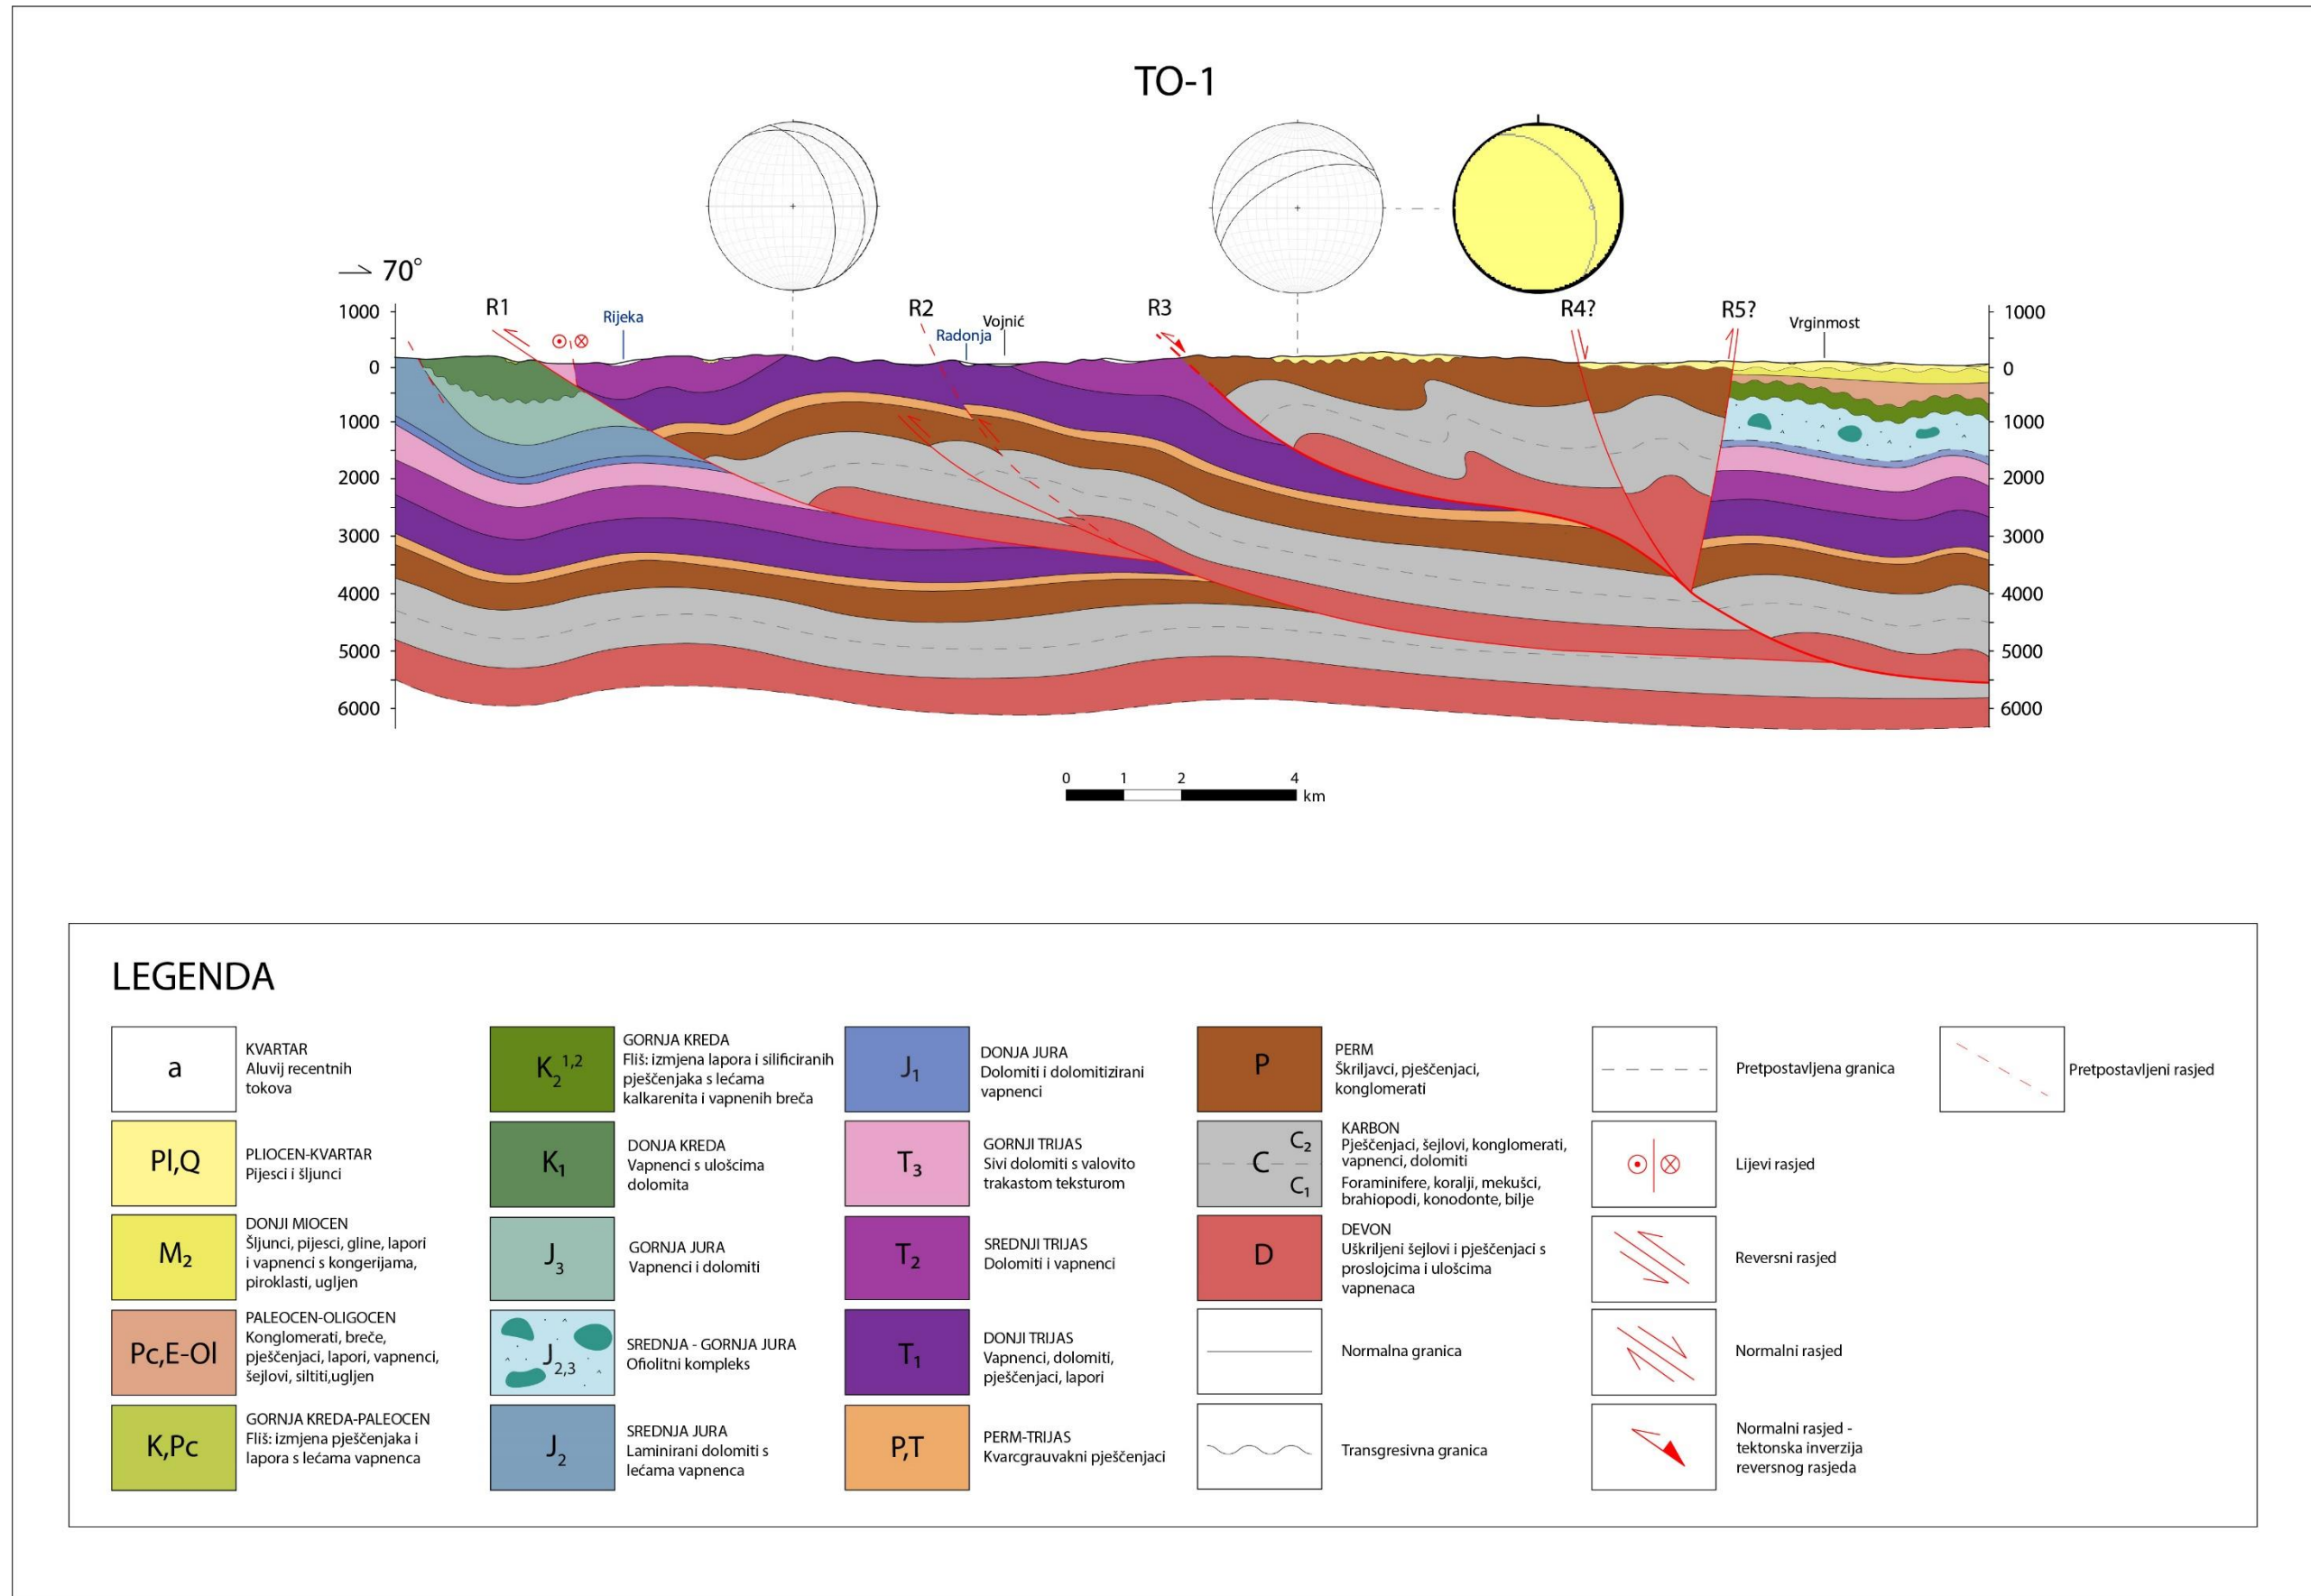 TO-1
70°
R1
R2
R3
R4?
R5?
Rijeka
Radonja
Vojnić
Vrginmost
1000
0
1000
2000
3000
4000
5000
6000
1000
0
1000
2000
3000
4000
5000
6000
0 1 2 4
km
LEGENDA
a
KVARTAR
Aluvij recentnih
tokova
Pl,Q
PLIOCEN-KVARTAR
Pijesci i šljunci
M₂
DONJI MIOCEN
Šljunci, pijesci, gline, lapori
i vapnenci s kongerijama,
piroklasti, ugljen
Pc,E-Ol
PALEOCEN-OLIGOCEN
Konglomerati, breče,
pješčenjaci, lapori, vapnenci,
šejlovi, siltiti,ugljen
K,Pc
GORNJA KREDA-PALEOCEN
Fliš: izmjena pješčenjaka i
lapora s lećama vapnenca
K₂¹,²
GORNJA KREDA
Fliš: izmjena lapora i silificiranih
pješčenjaka s lećama
kalkarenita i vapnenih breča
K₁
DONJA KREDA
Vapnenci s ulošcima
dolomita
J₃
GORNJA JURA
Vapnenci i dolomiti
J₂,₃
SREDNJA - GORNJA JURA
Ofiolitni kompleks
J₂
SREDNJA JURA
Laminirani dolomiti s
lećama vapnenca
J₁
DONJA JURA
Dolomiti i dolomitizirani
vapnenci
T₃
GORNJI TRIJAS
Sivi dolomiti s valovito
trakastom teksturom
T₂
SREDNJI TRIJAS
Dolomiti i vapnenci
T₁
DONJI TRIJAS
Vapnenci, dolomiti,
pješčenjaci, lapori
P,T
PERM-TRIJAS
Kvarcgrauvakni pješčenjaci
P
PERM
Škriljavci, pješčenjaci,
konglomerati
C₂
C
C₁
KARBON
Pješčenjaci, šejlovi, konglomerati,
vapnenci, dolomiti
Foraminifere, koralji, mekušci,
brahiopodi, konodonte, bilje
D
DEVON
Uškriljeni šejlovi i pješčenjaci s
proslojcima i ulošcima
vapnenaca
Normalna granica
Transgresivna granica
Pretpostavljena granica
Lijevi rasjed
Reversni rasjed
Normalni rasjed
Normalni rasjed -
tektonska inverzija
reversnog rasjeda
Pretpostavljeni rasjed